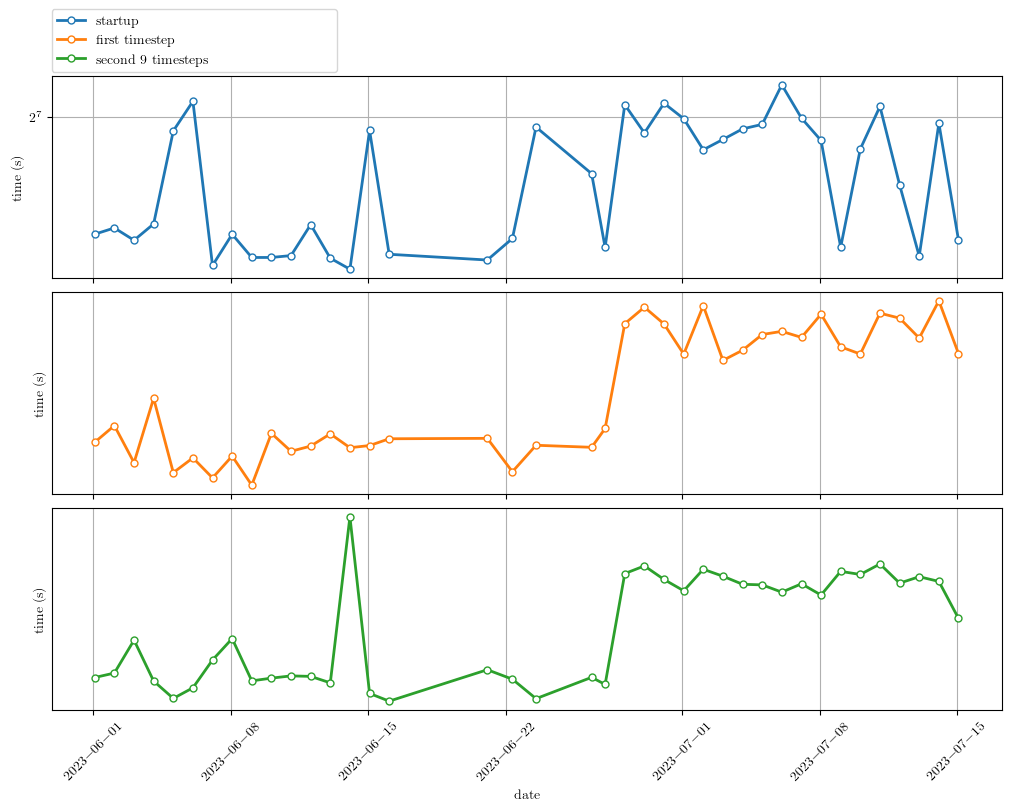 startup
first timestep
second 9 timesteps
2^7
time (s)
time (s)
time (s)
2023−06−01
2023−06−08
2023−06−15
2023−06−22
2023−07−01
2023−07−08
2023−07−15
date